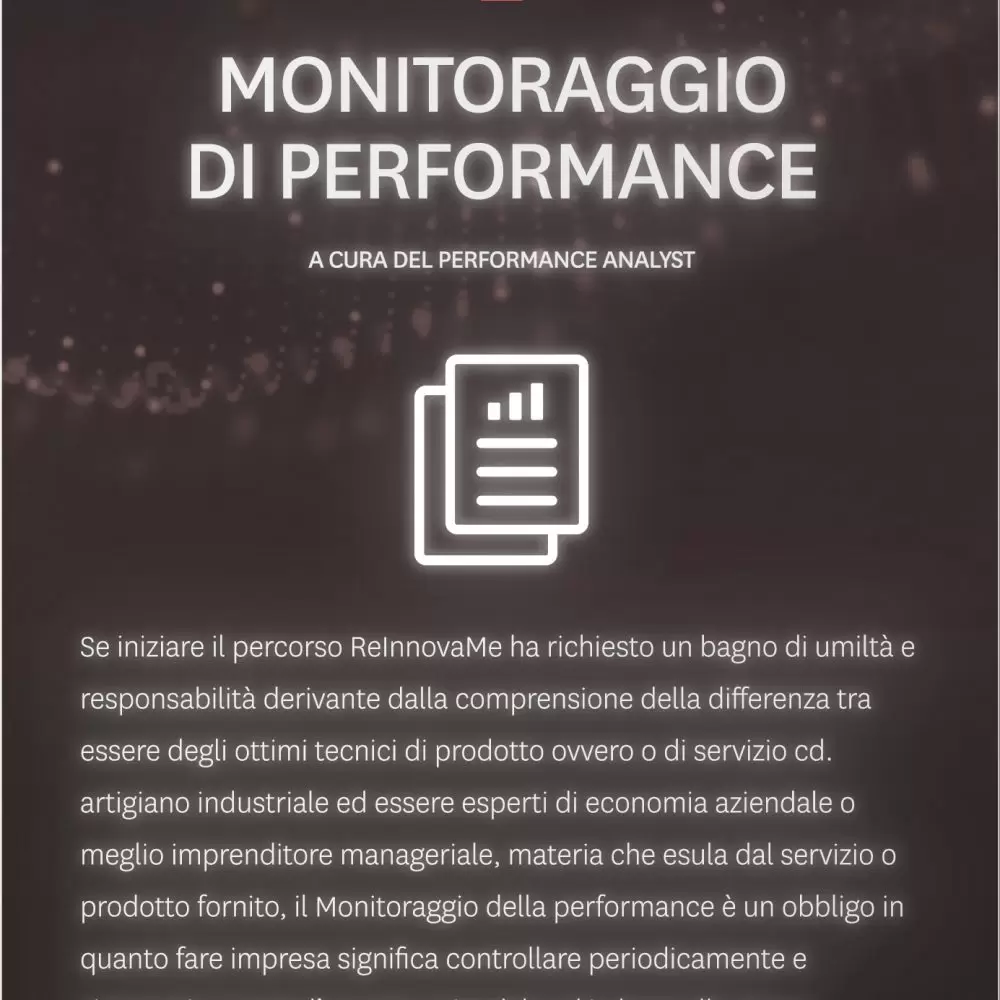 MONITORAGGIO
DI PERFORMANCE
A CURA DEL PERFORMANCE ANALYST
Se iniziare il percorso ReInnovaMe ha richiesto un bagno di umiltà e
responsabilità derivante dalla comprensione della differenza tra
essere degli ottimi tecnici di prodotto ovvero o di servizio cd.
artigiano industriale ed essere esperti di economia aziendale o
meglio imprenditore manageriale, materia che esula dal servizio o
prodotto fornito, il Monitoraggio della performance è un obbligo in
quanto fare impresa significa controllare periodicamente e